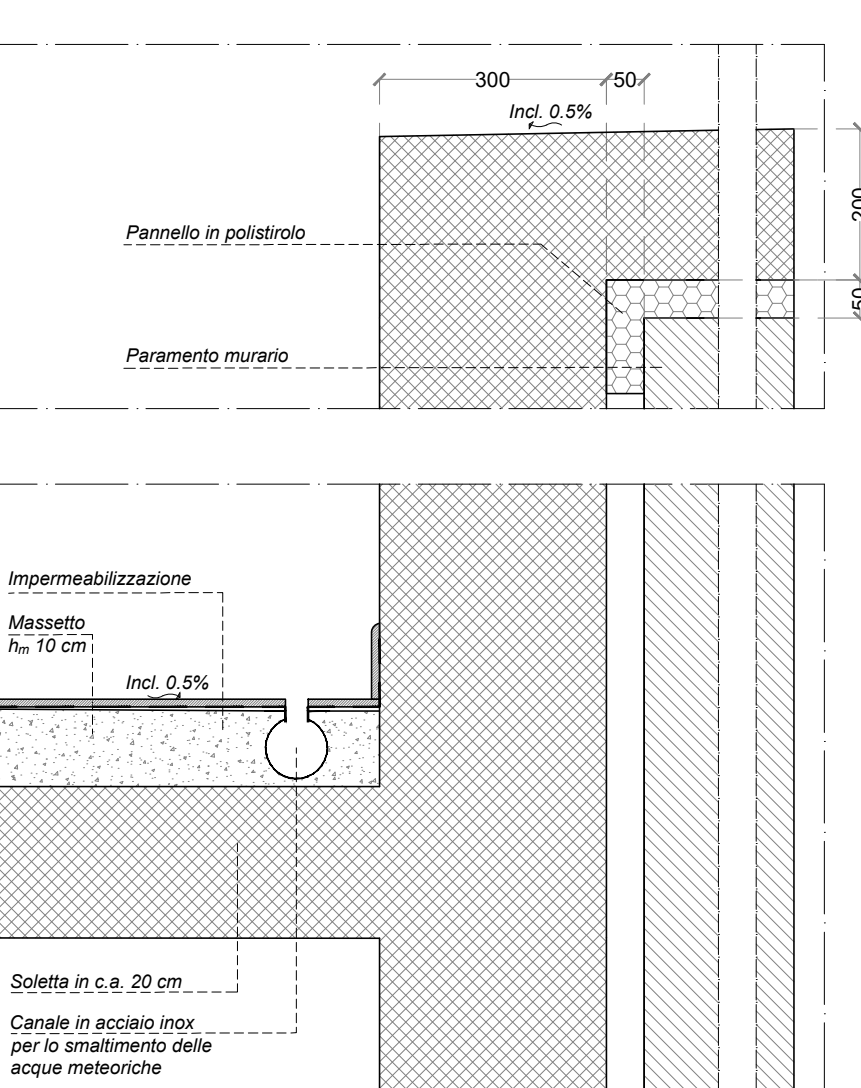 300
50
Incl. 0.5%
200
Pannello in polistirolo
50
Paramento murario
Impermeabilizzazione
Massetto
hm 10 cm
Incl. 0.5%
Soletta in c.a. 20 cm
Canale in acciaio inox
per lo smaltimento delle
acque meteoriche